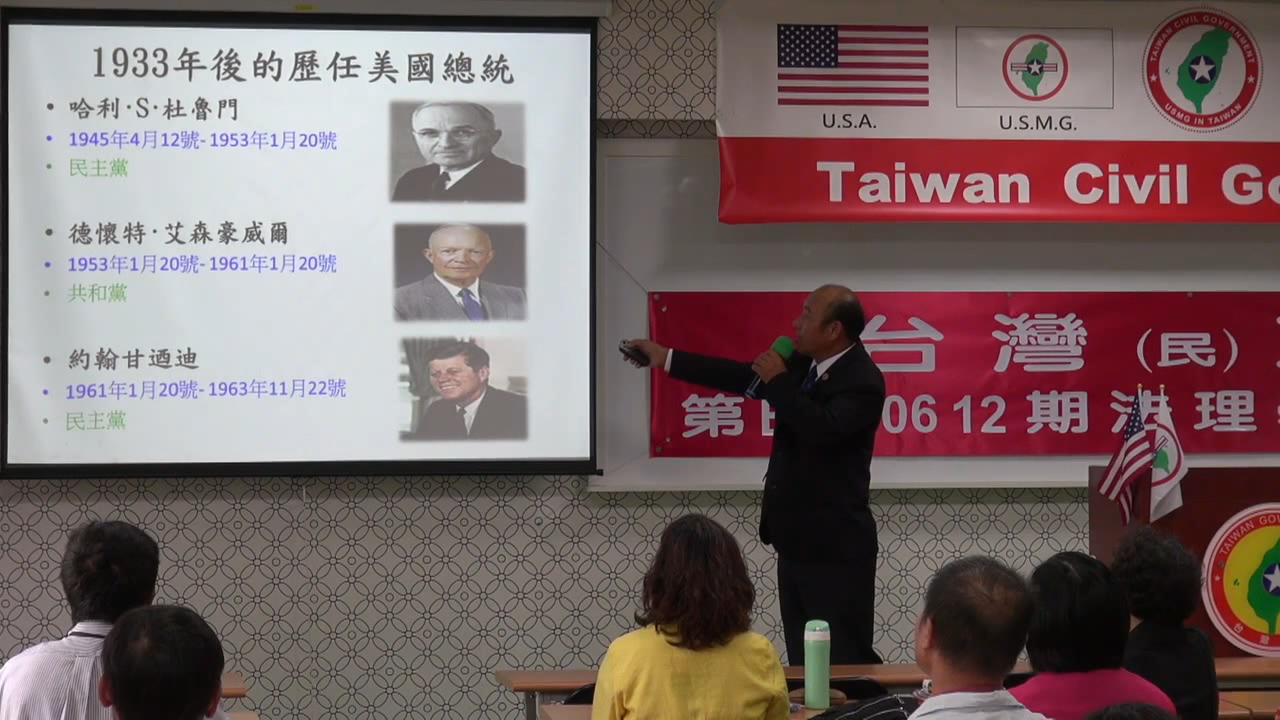 1933年後的歷任美國總統
• 哈利·S·杜魯門
• 1945年4月12號- 1953年1月20號
• 民主黨
• 德懷特·艾森豪威爾
• 1953年1月20號- 1961年1月20號
• 共和黨
• 約翰甘迺迪
• 1961年1月20號- 1963年11月22號
• 民主黨
U.S.A.
U.S.M.G.
TAIWAN CIVIL GOVERNMENT
USMG IN TAIWAN
Taiwan Civil Go
台灣（民）
第
06 12 期法理
TAIWAN GO